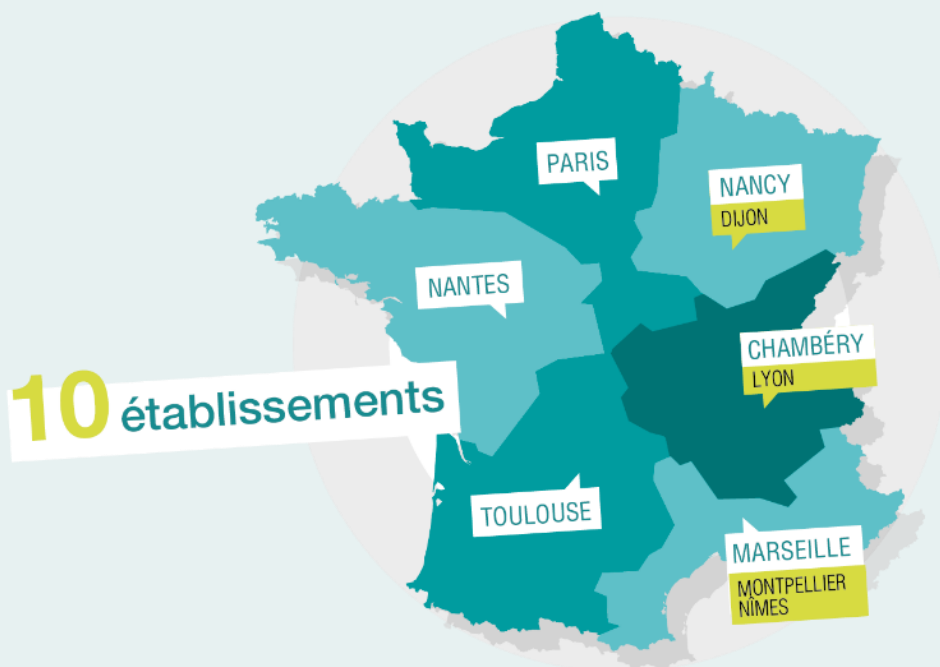 PARIS
NANCY
DIJON
NANTES
CHAMBÉRY
LYON
10 établissements
TOULOUSE
MARSEILLE
MONTPELLIER
NÎMES